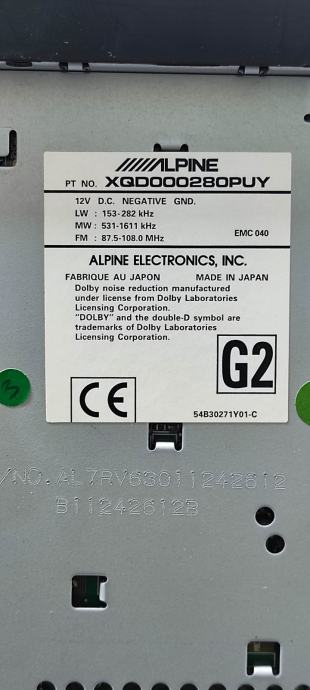 ALPINE
PT NO. XQD000280PUY
12V D.C. NEGATIVE GND.
LW : 153-282 kHz
MW : 531-1611 kHz
FM : 87.5-108.0 MHz
EMC 040
ALPINE ELECTRONICS, INC.
FABRIQUE AU JAPON MADE IN JAPAN
Dolby noise reduction manufactured
under license from Dolby Laboratories
Licensing Corporation.
"DOLBY" and the double-D symbol are
trademarks of Dolby Laboratories
Licensing Corporation.
G2
CE
54B30271Y01-C
3
/NO. AL7RV63011242612
B11242612B